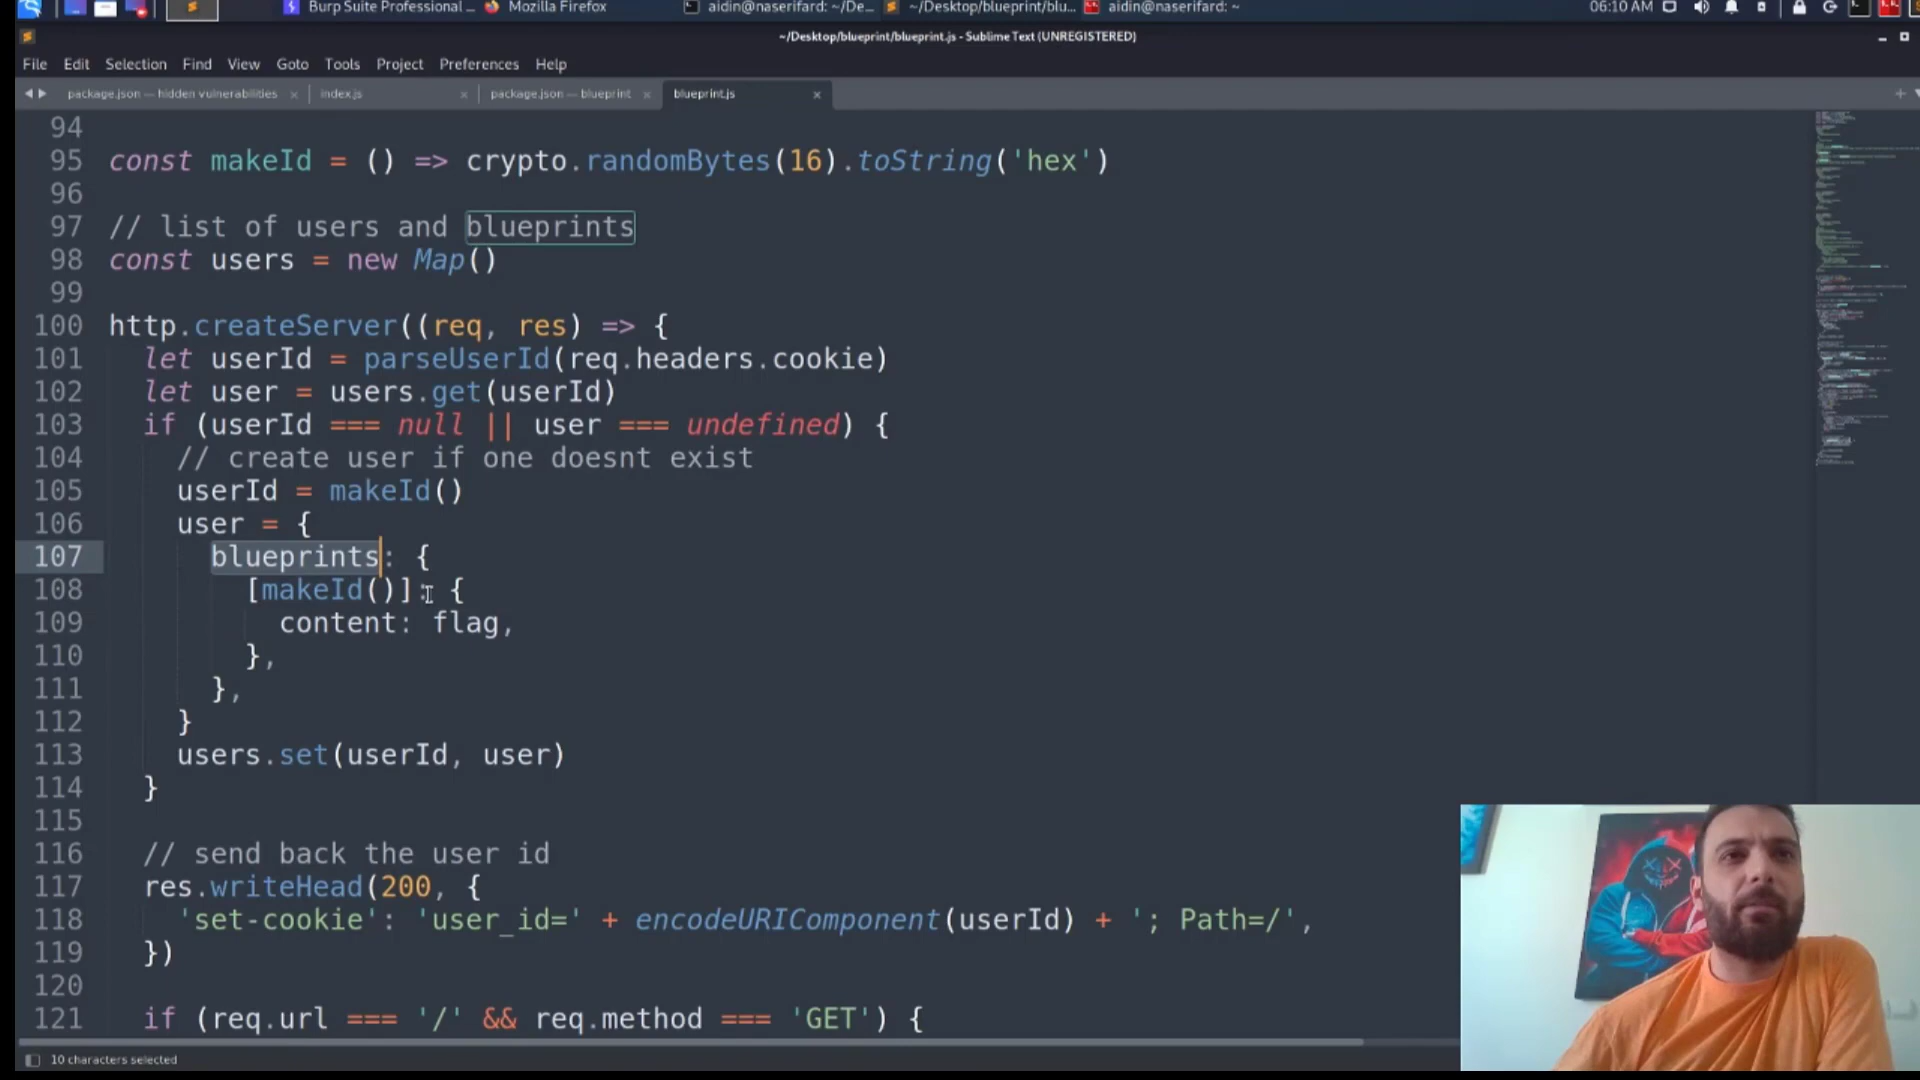 Burp Suite Professional ... Mozilla Firefox aidin@naserifard: ~/De... ~/Desktop/blueprint/blu... aidin@naserifard: ~ 06:10 AM
~/Desktop/blueprint/blueprint.js - Sublime Text (UNREGISTERED)
File Edit Selection Find View Goto Tools Project Preferences Help
package.json — hidden vulnerabilities × index.js × package.json — blueprint × blueprint.js ×
94
95 const makeId = () => crypto.randomBytes(16).toString('hex')
96
97 // list of users and blueprints
98 const users = new Map()
99
100 http.createServer((req, res) => {
101 let userId = parseUserId(req.headers.cookie)
102 let user = users.get(userId)
103 if (userId === null || user === undefined) {
104 // create user if one doesnt exist
105 userId = makeId()
106 user = {
107 blueprints: {
108 [makeId()]: {
109 content: flag,
110 },
111 },
112 }
113 users.set(userId, user)
114 }
115
116 // send back the user id
117 res.writeHead(200, {
118 'set-cookie': 'user_id=' + encodeURIComponent(userId) + '; Path=/',
119 })
120
121 if (req.url === '/' && req.method === 'GET') {
10 characters selected